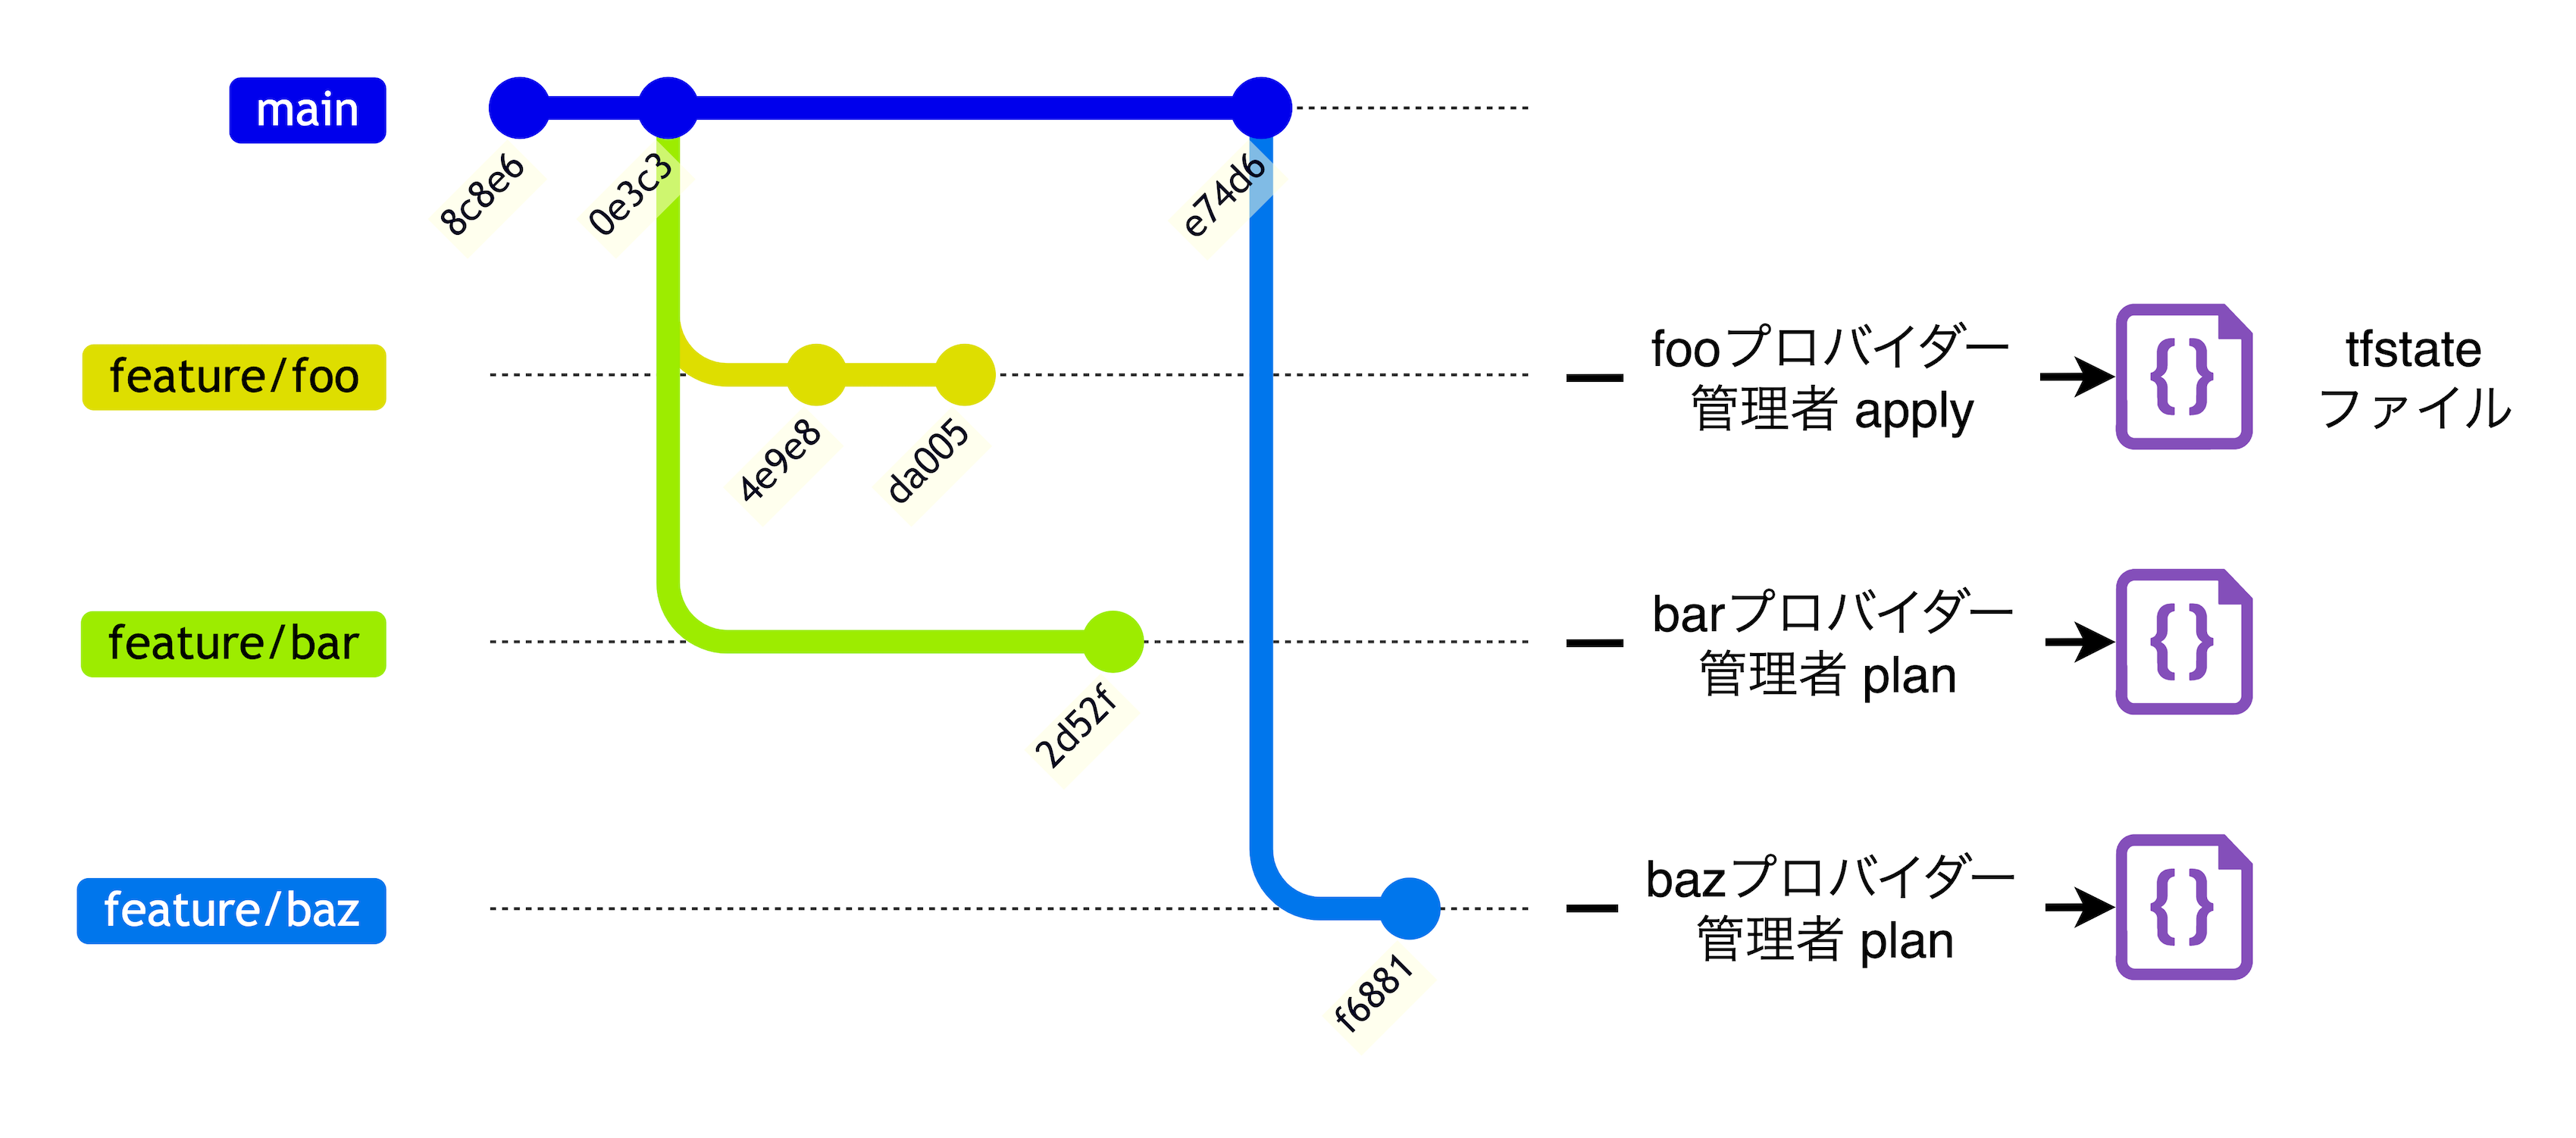 main
8c8e6
0e3c3
e74d6
feature/foo
4e9e8
da005
fooプロバイダー
管理者 apply
{}
tfstate
ファイル
feature/bar
2d52f
barプロバイダー
管理者 plan
{}
feature/baz
f6881
bazプロバイダー
管理者 plan
{}